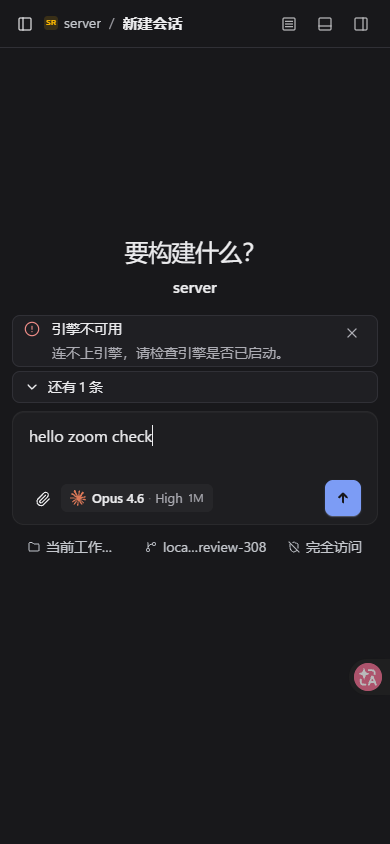 SR server / 新建会话
要构建什么?
server
引擎不可用
连不上引擎，请检查引擎是否已启动。
还有 1 条
hello zoom check
Opus 4.6 · High 1M
当前工作... loca...review-308 完全访问